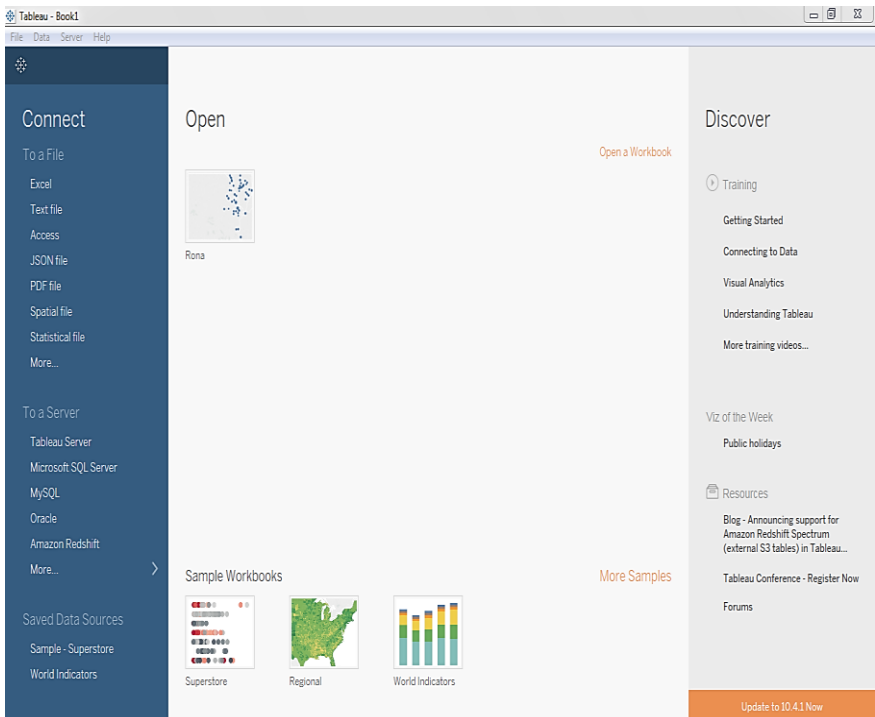 Tableau - Book1
File Data Server Help
Connect
To a File
Excel
Text file
Access
JSON file
PDF file
Spatial file
Statistical file
More...
To a Server
Tableau Server
Microsoft SQL Server
MySQL
Oracle
Amazon Redshift
More...
Saved Data Sources
Sample - Superstore
World Indicators
Open
Open a Workbook
Rona
Sample Workbooks
More Samples
Superstore
Regional
World Indicators
Discover
Training
Getting Started
Connecting to Data
Visual Analytics
Understanding Tableau
More training videos...
Viz of the Week
Public holidays
Resources
Blog - Announcing support for
Amazon Redshift Spectrum
(external S3 tables) in Tableau...
Tableau Conference - Register Now
Forums
Update to 10.4.1 Now